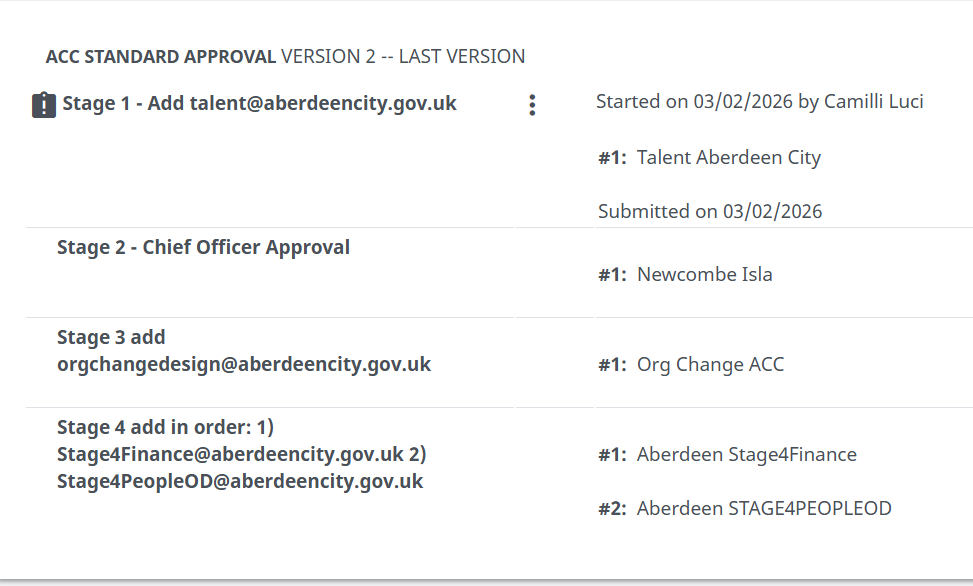 ACC STANDARD APPROVAL VERSION 2 -- LAST VERSION
Stage 1 - Add talent@aberdeencity.gov.uk
Started on 03/02/2026 by Camilli Luci
#1: Talent Aberdeen City
Submitted on 03/02/2026
Stage 2 - Chief Officer Approval
#1: Newcombe Isla
Stage 3 add
orgchangedesign@aberdeencity.gov.uk
#1: Org Change ACC
Stage 4 add in order: 1)
Stage4Finance@aberdeencity.gov.uk 2)
Stage4PeopleOD@aberdeencity.gov.uk
#1: Aberdeen Stage4Finance
#2: Aberdeen STAGE4PEOPLEOD